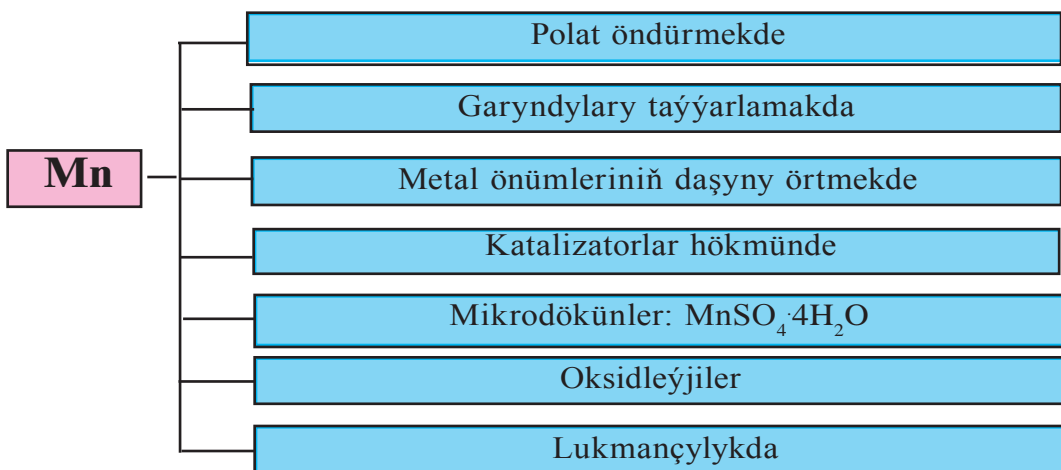 Mn
Polat öndürmekde
Garyndylary taýýarlamakda
Metal önümleriniň daşyny örtmekde
Katalizatorlar hökmünde
Mikrodökünler: MnSO₄·4H₂O
Oksidleýjiler
Lukmançylykda